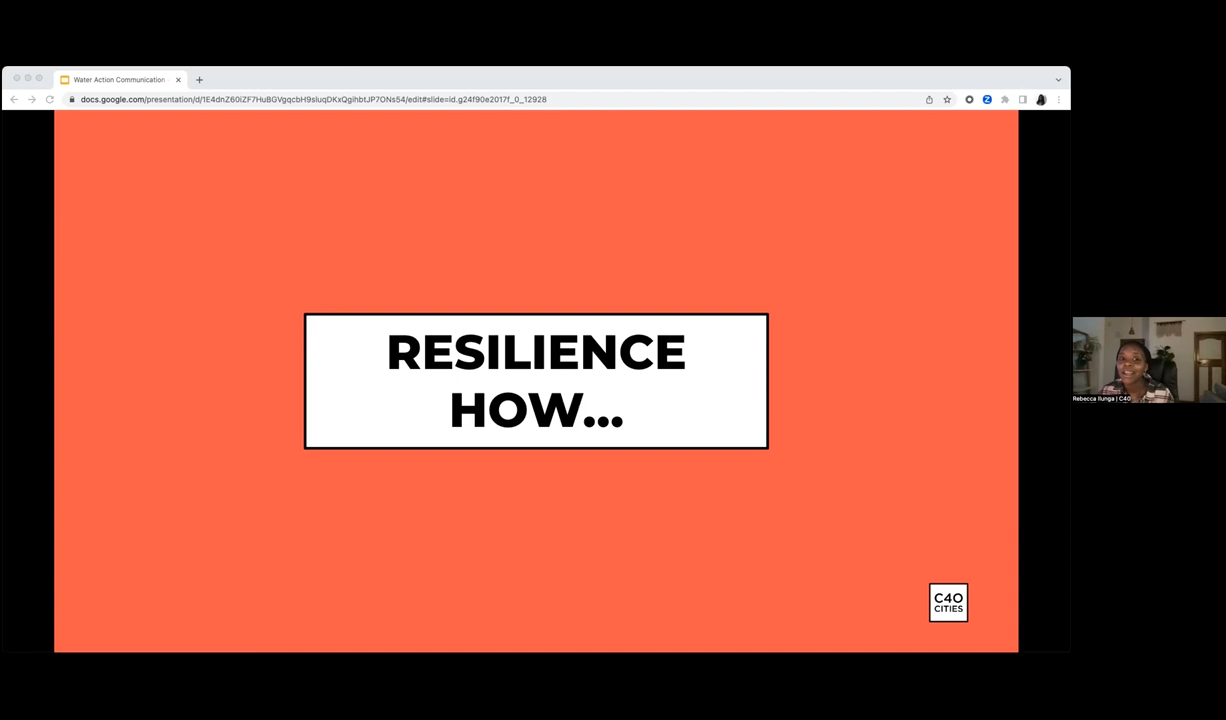 Water Action Communication
docs.google.com/presentation/d/1E4dnZ60iZF7HuBGVgqcbH9sluqDKxQgihbtJP7ONs54/edit#slide=id.g24f90e2017f_0_12928
RESILIENCE
HOW...
Rebecca Ilunga | C40
C40
CITIES